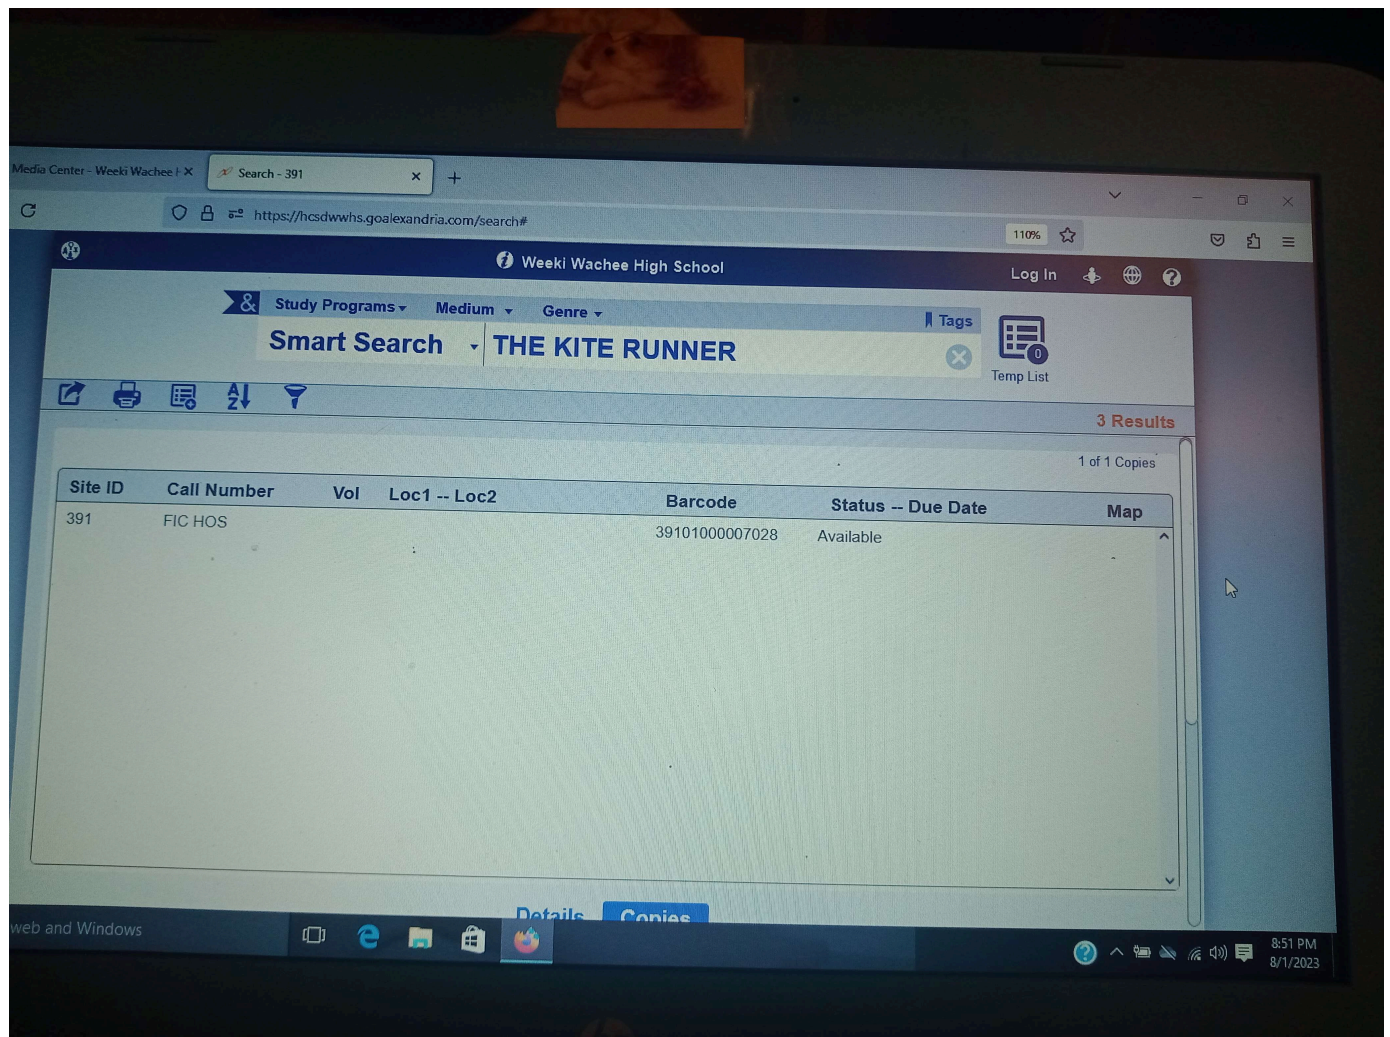 Media Center - Weeki Wachee H
Search - 391
https://hcsdwwhs.goalexandria.com/search#
110%
Weeki Wachee High School
Log In
& Study Programs Medium Genre
Tags
Smart Search THE KITE RUNNER
0
Temp List
3 Results
1 of 1 Copies
Site ID Call Number Vol Loc1 -- Loc2 Barcode Status -- Due Date Map
391 FIC HOS 39101000007028 Available
Details Copies
web and Windows
8:51 PM
8/1/2023